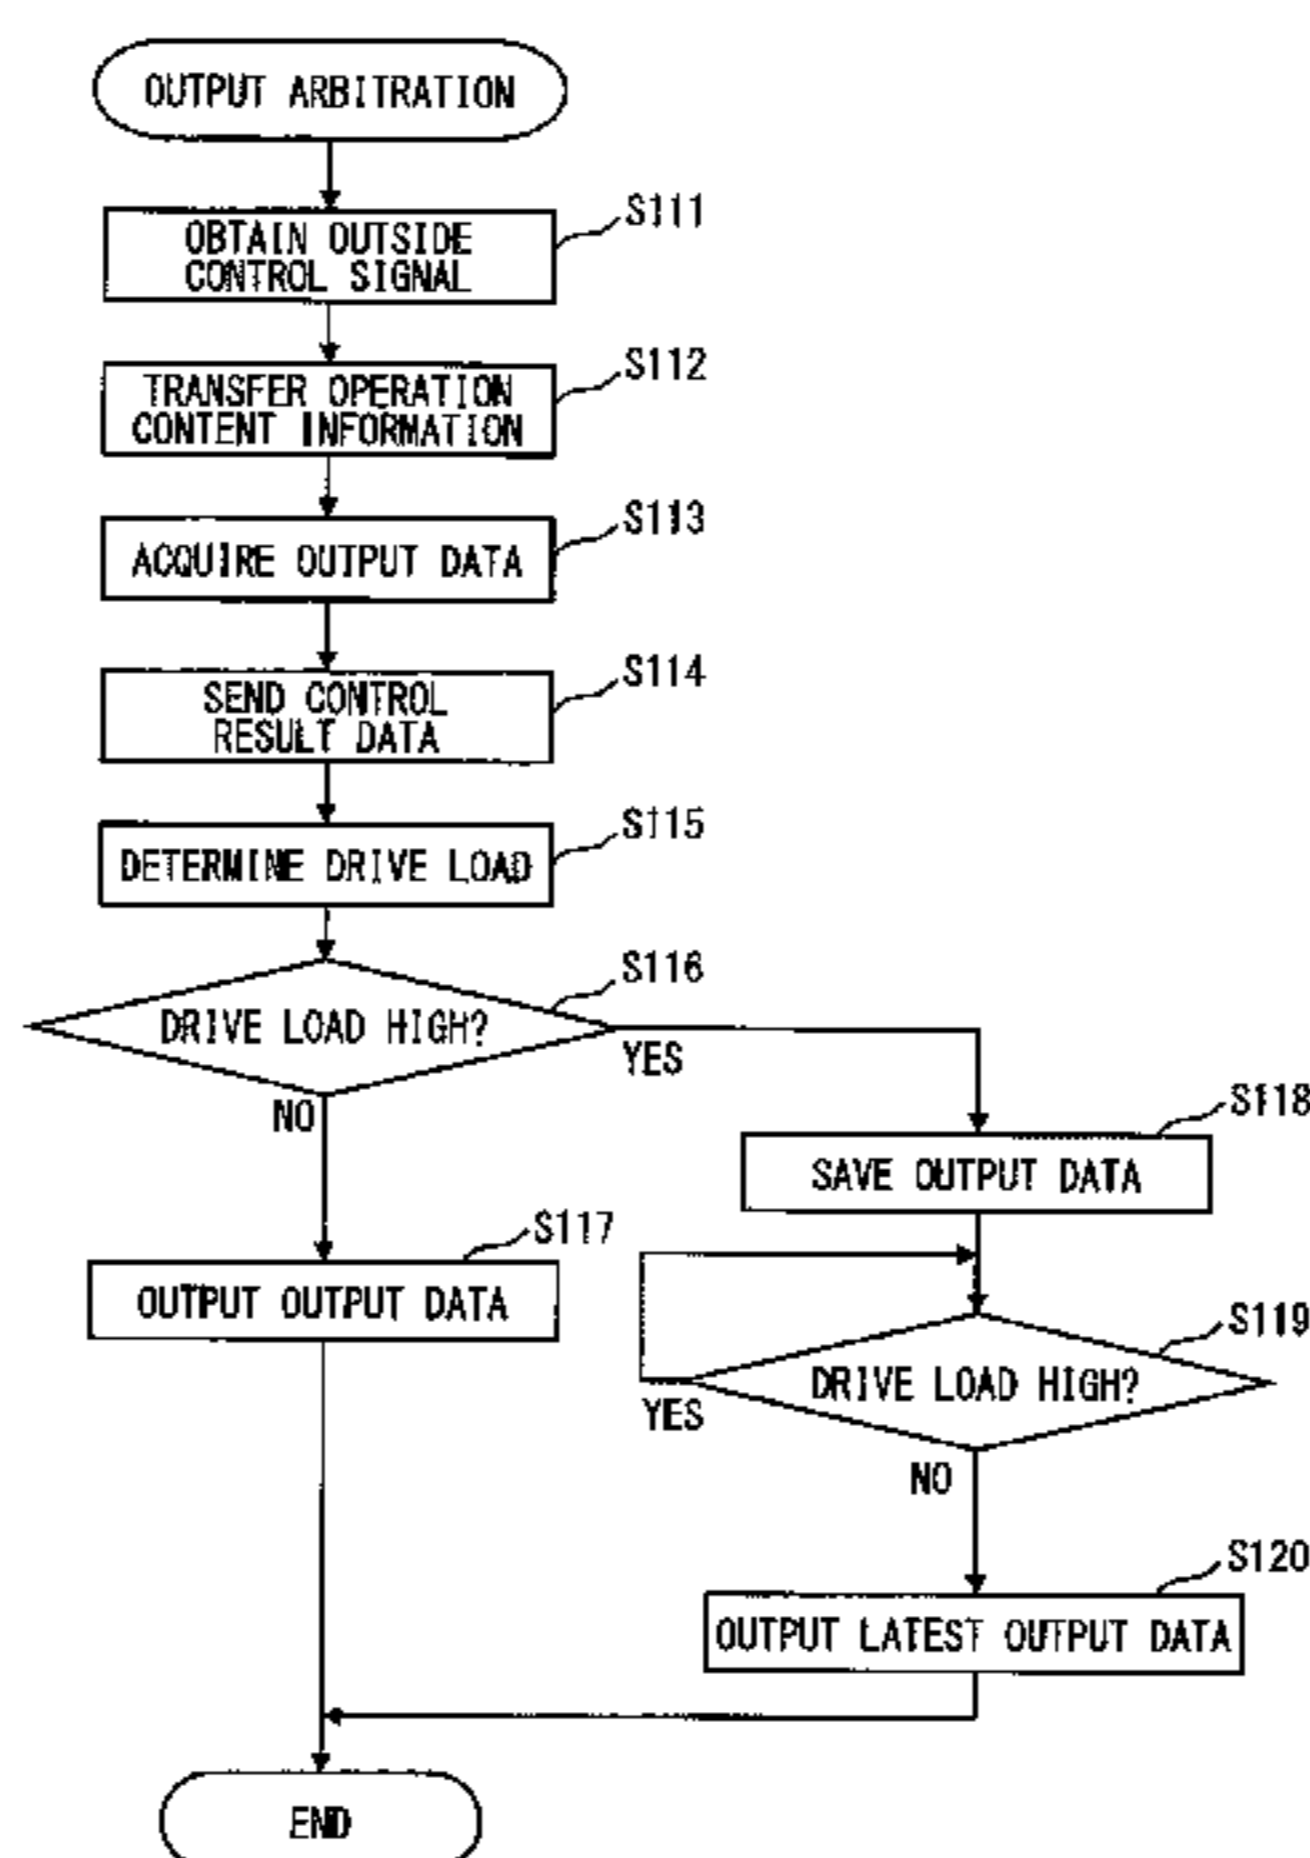 OUTPUT ARBITRATION
S111
OBTAIN OUTSIDE
CONTROL SIGNAL
S112
TRANSFER OPERATION
CONTENT INFORMATION
S113
ACQUIRE OUTPUT DATA
S114
SEND CONTROL
RESULT DATA
S115
DETERMINE DRIVE LOAD
S116
DRIVE LOAD HIGH?
YES
NO
S118
SAVE OUTPUT DATA
S117
OUTPUT OUTPUT DATA
S119
DRIVE LOAD HIGH?
YES
NO
S120
OUTPUT LATEST OUTPUT DATA
END